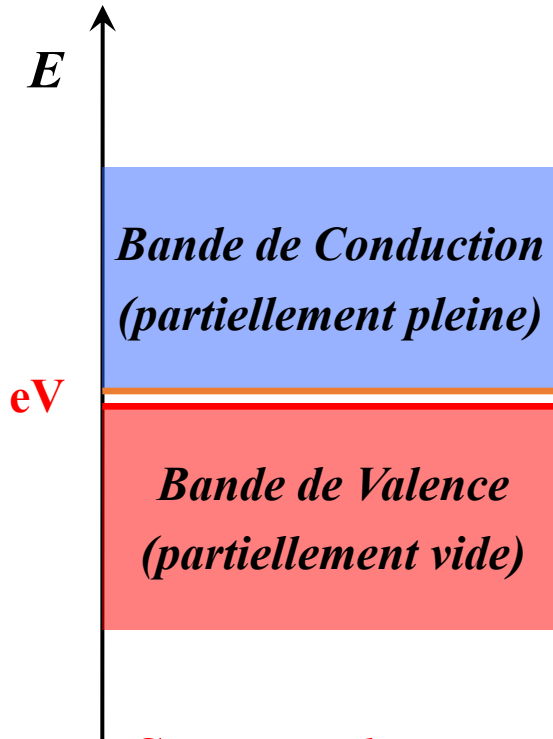 E
Bande de Conduction
(partiellement pleine)
eV
Bande de Valence
(partiellement vide)